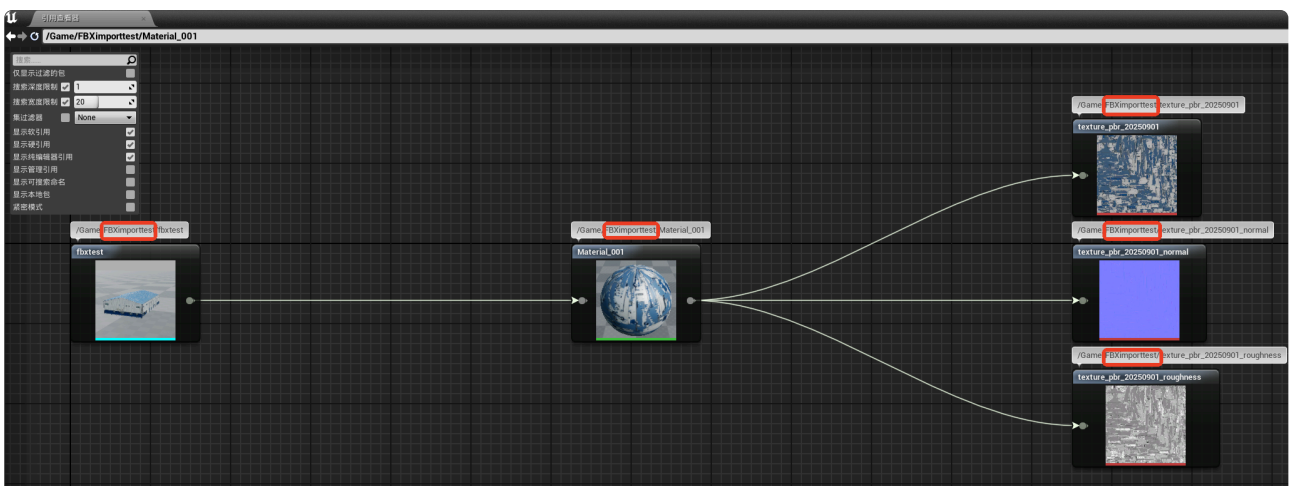 引用查看器
/Game/FBXimporttest/Material_001
搜索...
仅显示过滤的包
搜索深度限制 1
搜索宽度限制 20
集过滤器 None
显示软引用
显示硬引用
显示纯编辑器引用
显示管理引用
显示可搜索命名
显示本地包
紧密模式
/Game/FBXimporttest/fbxtest
fbxtest
/Game/FBXimporttest/Material_001
Material_001
/Game/FBXimporttest/texture_pbr_20250901
texture_pbr_20250901
/Game/FBXimporttest/texture_pbr_20250901_normal
texture_pbr_20250901_normal
/Game/FBXimporttest/texture_pbr_20250901_roughness
texture_pbr_20250901_roughness